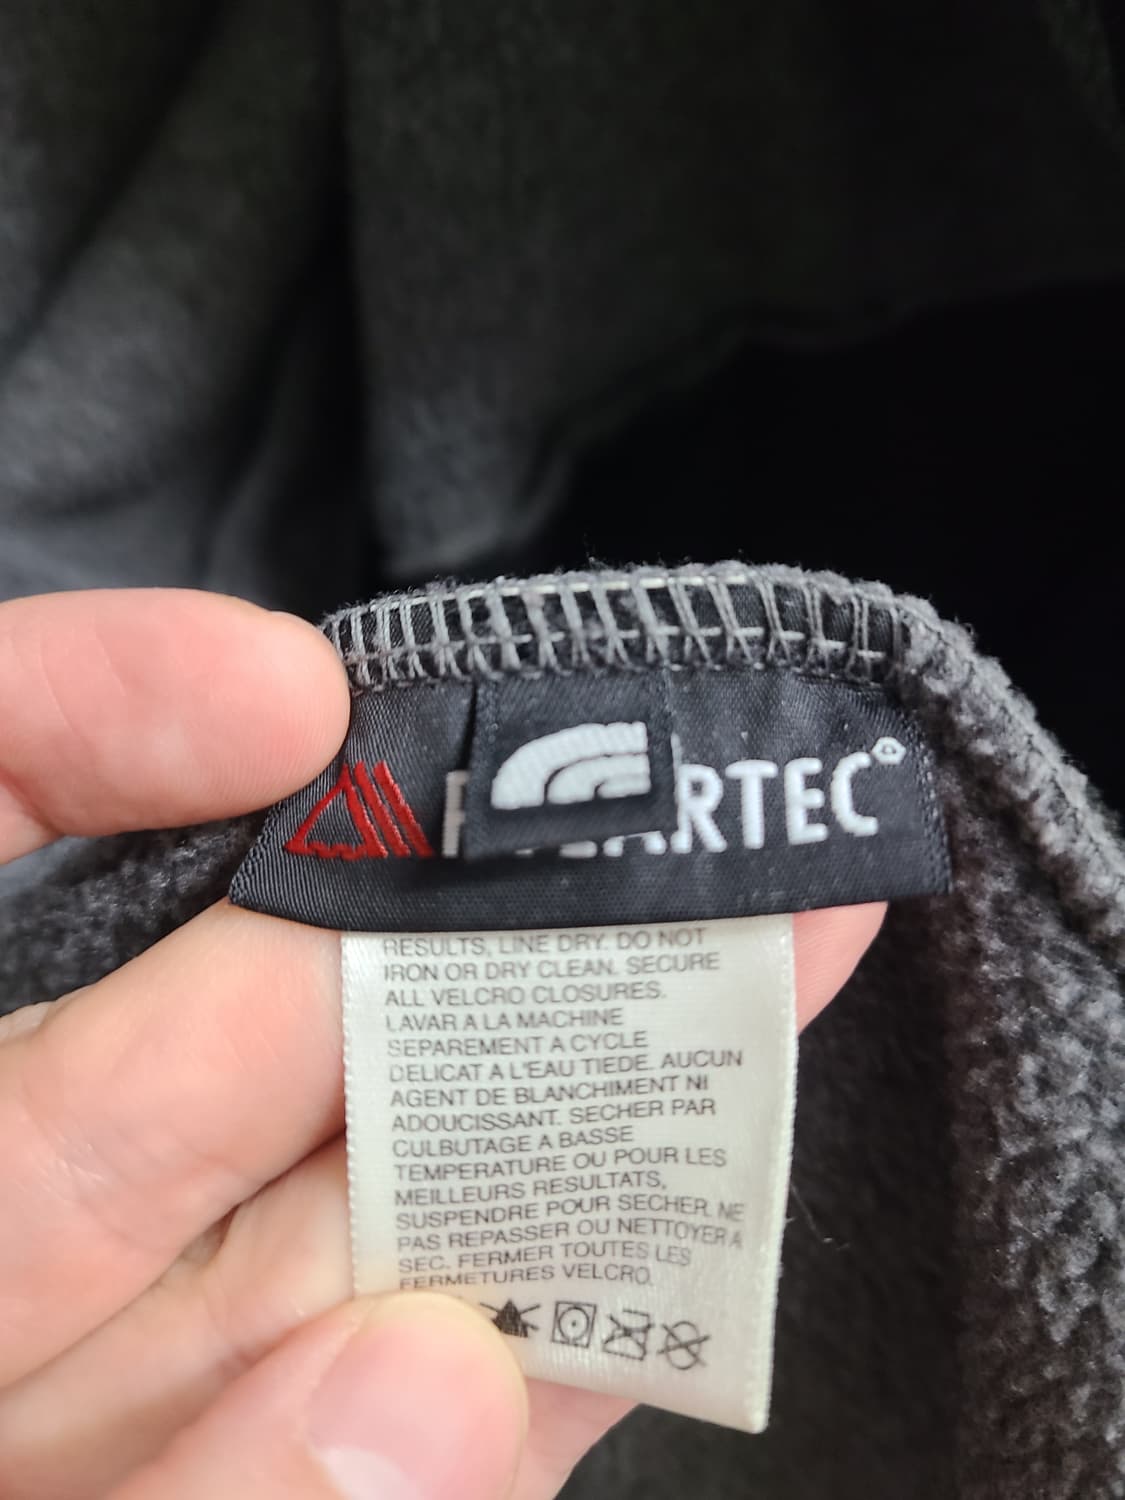 POLARTEC®
RESULTS, LINE DRY. DO NOT
IRON OR DRY CLEAN. SECURE
ALL VELCRO CLOSURES.
LAVAR A LA MACHINE
SEPAREMENT A CYCLE
DELICAT A L'EAU TIEDE. AUCUN
AGENT DE BLANCHIMENT NI
ADOUCISSANT. SECHER PAR
CULBUTAGE A BASSE
TEMPERATURE OU POUR LES
MEILLEURS RESULTATS,
SUSPENDRE POUR SECHER. NE
PAS REPASSER OU NETTOYER A
SEC. FERMER TOUTES LES
FERMETURES VELCRO.